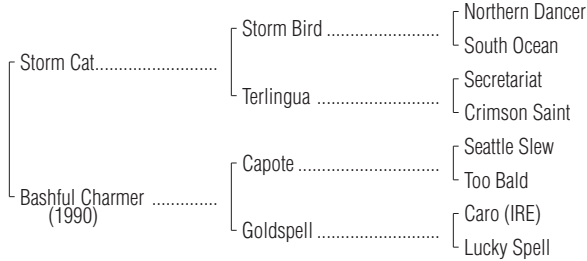 Northern Dancer
Storm Bird ........................
South Ocean
Storm Cat..........................
Secretariat
Terlingua ..........................
Crimson Saint
Seattle Slew
Capote ..............................
Too Bald
Bashful Charmer ..............
(1990)
Caro (IRE)
Goldspell ..........................
Lucky Spell